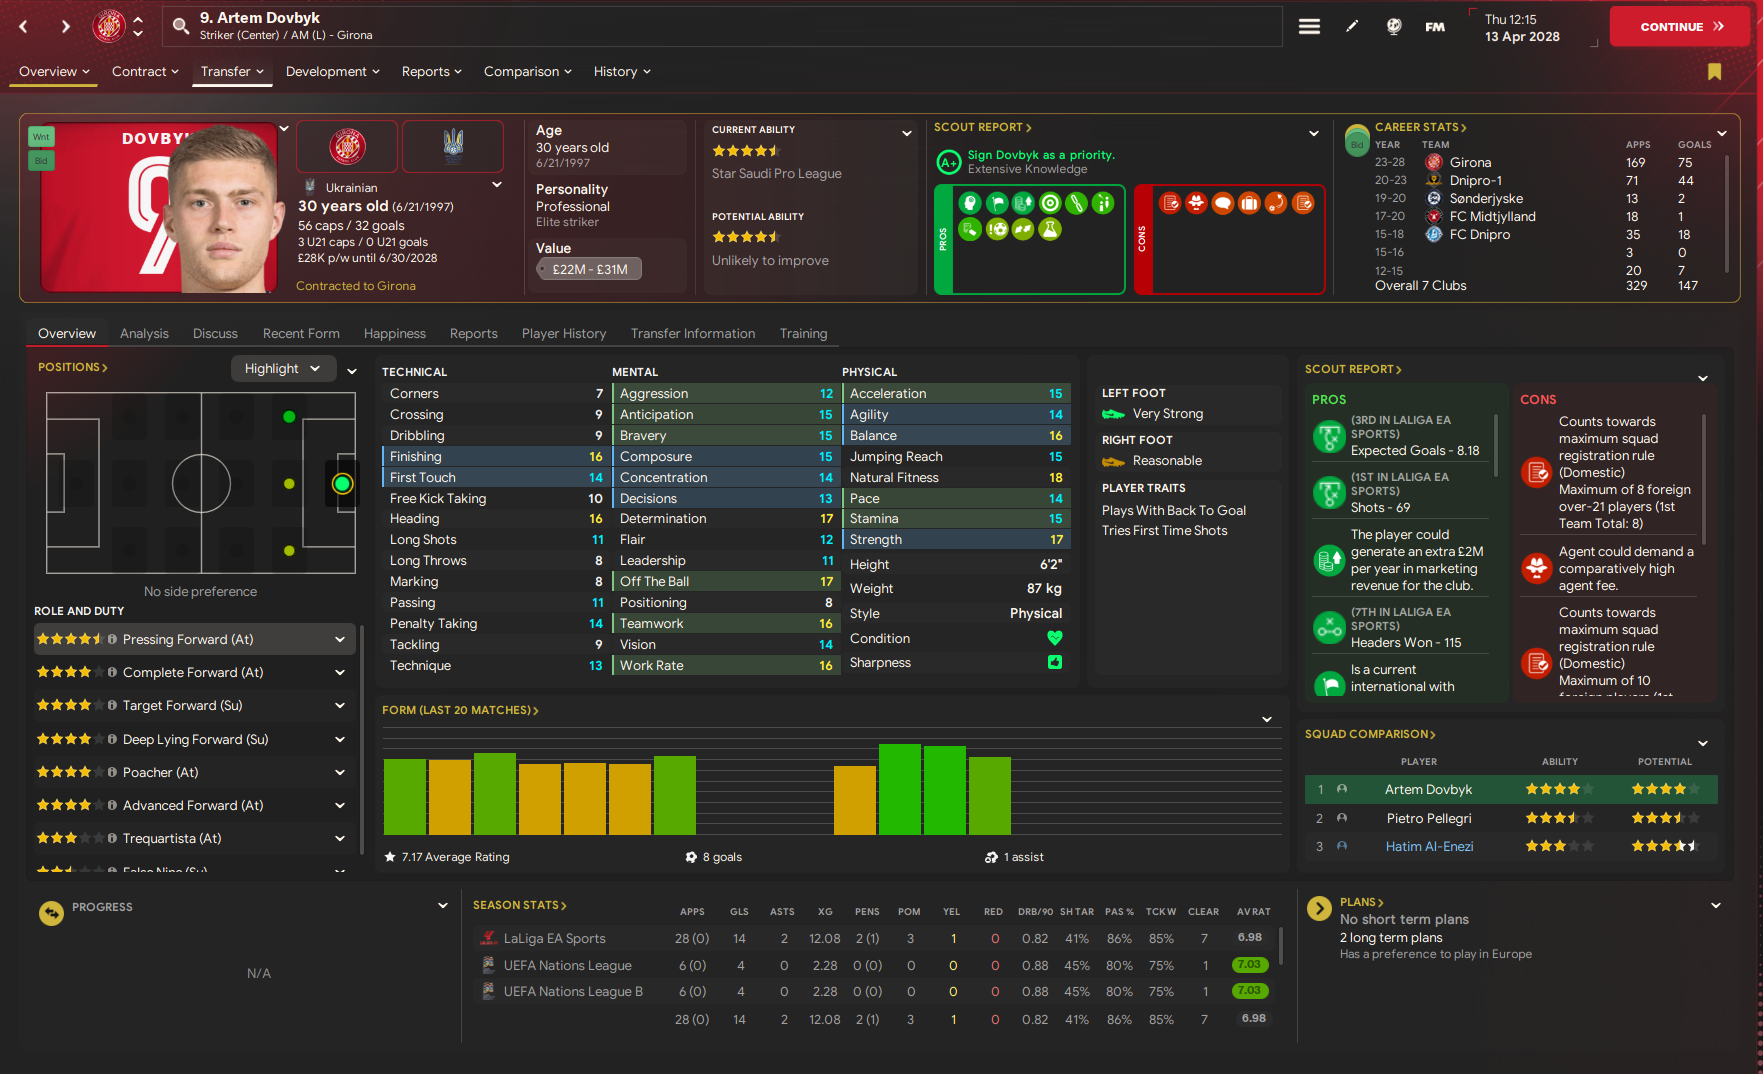 9. Artem Dovbyk
Striker (Center) / AM (L) - Girona
FM
Thu 12:15
13 Apr 2028
CONTINUE
Overview
Contract
Transfer
Development
Reports
Comparison
History
Wnt
Bid
DOVBYK
9
GIRONA
Ukrainian
30 years old (6/21/1997)
56 caps / 32 goals
3 U21 caps / 0 U21 goals
£28K p/w until 6/30/2028
Contracted to Girona
Age
30 years old
6/21/1997
Personality
Professional
Elite striker
Value
£22M - £31M
CURRENT ABILITY
Star Saudi Pro League
POTENTIAL ABILITY
Unlikely to improve
SCOUT REPORT
A+
Sign Dovbyk as a priority.
Extensive Knowledge
PROS
CONS
Bid
CAREER STATS
YEAR TEAM APPS GOALS
23-28 Girona 169 75
20-23 Dnipro-1 71 44
19-20 Sønderjyske 13 2
17-20 FC Midtjylland 18 1
15-18 FC Dnipro 35 18
15-16 3 0
12-15 20 7
Overall 7 Clubs 329 147
Overview
Analysis
Discuss
Recent Form
Happiness
Reports
Player History
Transfer Information
Training
POSITIONS
Highlight
No side preference
ROLE AND DUTY
Pressing Forward (At)
Complete Forward (At)
Target Forward (Su)
Deep Lying Forward (Su)
Poacher (At)
Advanced Forward (At)
Trequartista (At)
False Nine (Su)
TECHNICAL
Corners 7
Crossing 9
Dribbling 9
Finishing 16
First Touch 14
Free Kick Taking 10
Heading 16
Long Shots 11
Long Throws 8
Marking 8
Passing 11
Penalty Taking 14
Tackling 9
Technique 13
MENTAL
Aggression 12
Anticipation 15
Bravery 15
Composure 15
Concentration 14
Decisions 13
Determination 17
Flair 12
Leadership 11
Off The Ball 17
Positioning 8
Teamwork 16
Vision 14
Work Rate 16
PHYSICAL
Acceleration 15
Agility 14
Balance 16
Jumping Reach 15
Natural Fitness 18
Pace 14
Stamina 15
Strength 17
Height 6'2"
Weight 87 kg
Style Physical
Condition
Sharpness
LEFT FOOT
Very Strong
RIGHT FOOT
Reasonable
PLAYER TRAITS
Plays With Back To Goal
Tries First Time Shots
SCOUT REPORT
PROS
(3RD IN LALIGA EA
SPORTS)
Expected Goals - 8.18
(1ST IN LALIGA EA
SPORTS)
Shots - 69
The player could
generate an extra £2M
per year in marketing
revenue for the club.
(7TH IN LALIGA EA
SPORTS)
Headers Won - 115
Is a current
international with
CONS
Counts towards
maximum squad
registration rule
(Domestic)
Maximum of 8 foreign
over-21 players (1st
Team Total: 8)
Agent could demand a
comparatively high
agent fee.
Counts towards
maximum squad
registration rule
(Domestic)
Maximum of 10
foreign players (1st
FORM (LAST 20 MATCHES)
7.17 Average Rating
8 goals
1 assist
SQUAD COMPARISON
PLAYER ABILITY POTENTIAL
1 Artem Dovbyk
2 Pietro Pellegri
3 Hatim Al-Enezi
PROGRESS
N/A
SEASON STATS
APPS GLS ASTS XG PENS POM YEL RED DRB/90 SH TAR PAS % TCK W CLEAR AV RAT
LaLiga EA Sports 28 (0) 14 2 12.08 2 (1) 3 1 0 0.82 41% 86% 85% 7 6.98
UEFA Nations League 6 (0) 4 0 2.28 0 (0) 0 0 0 0.88 45% 80% 75% 1 7.03
UEFA Nations League B 6 (0) 4 0 2.28 0 (0) 0 0 0 0.88 45% 80% 75% 1 7.03
28 (0) 14 2 12.08 2 (1) 3 1 0 0.82 41% 86% 85% 7 6.98
PLANS
No short term plans
2 long term plans
Has a preference to play in Europe